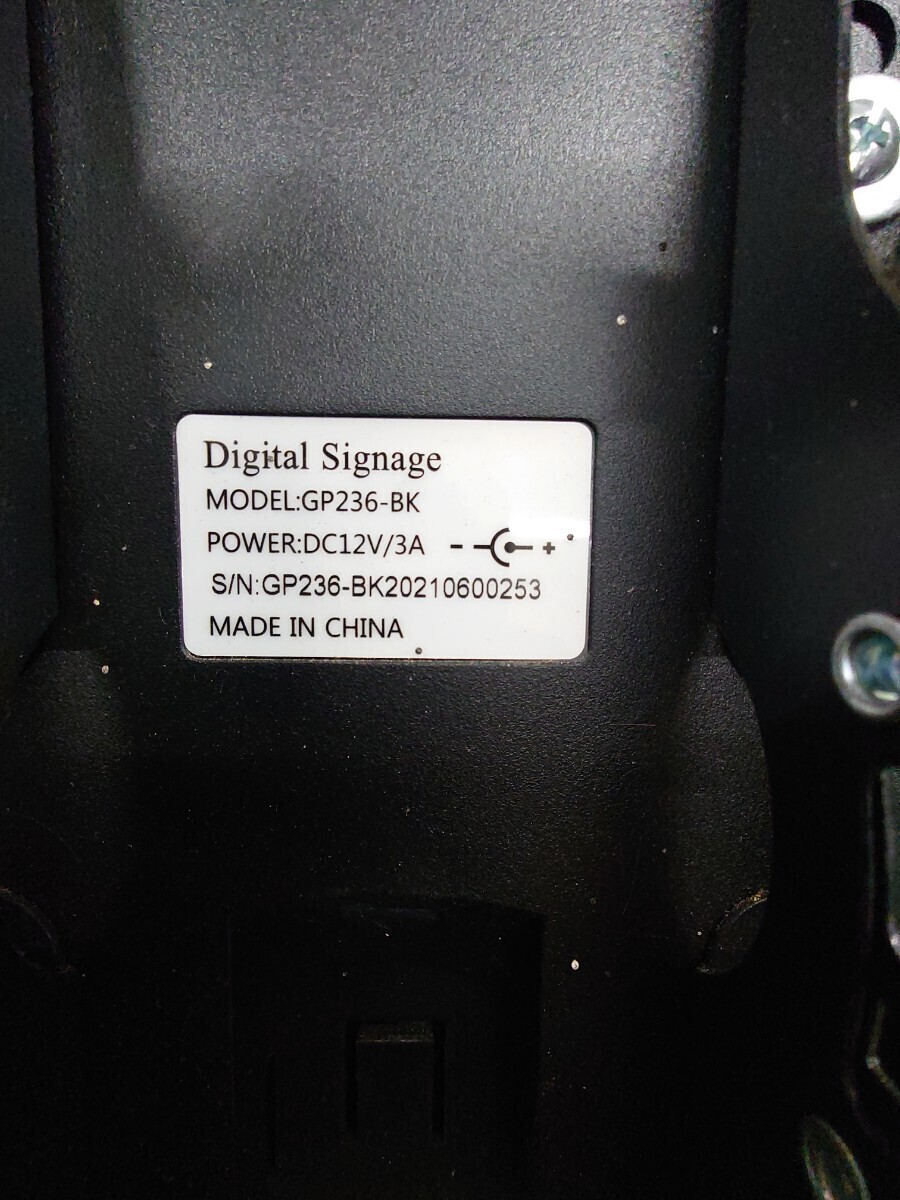 Digital Signage
MODEL:GP236-BK
POWER:DC12V/3A - +
S/N:GP236-BK20210600253
MADE IN CHINA